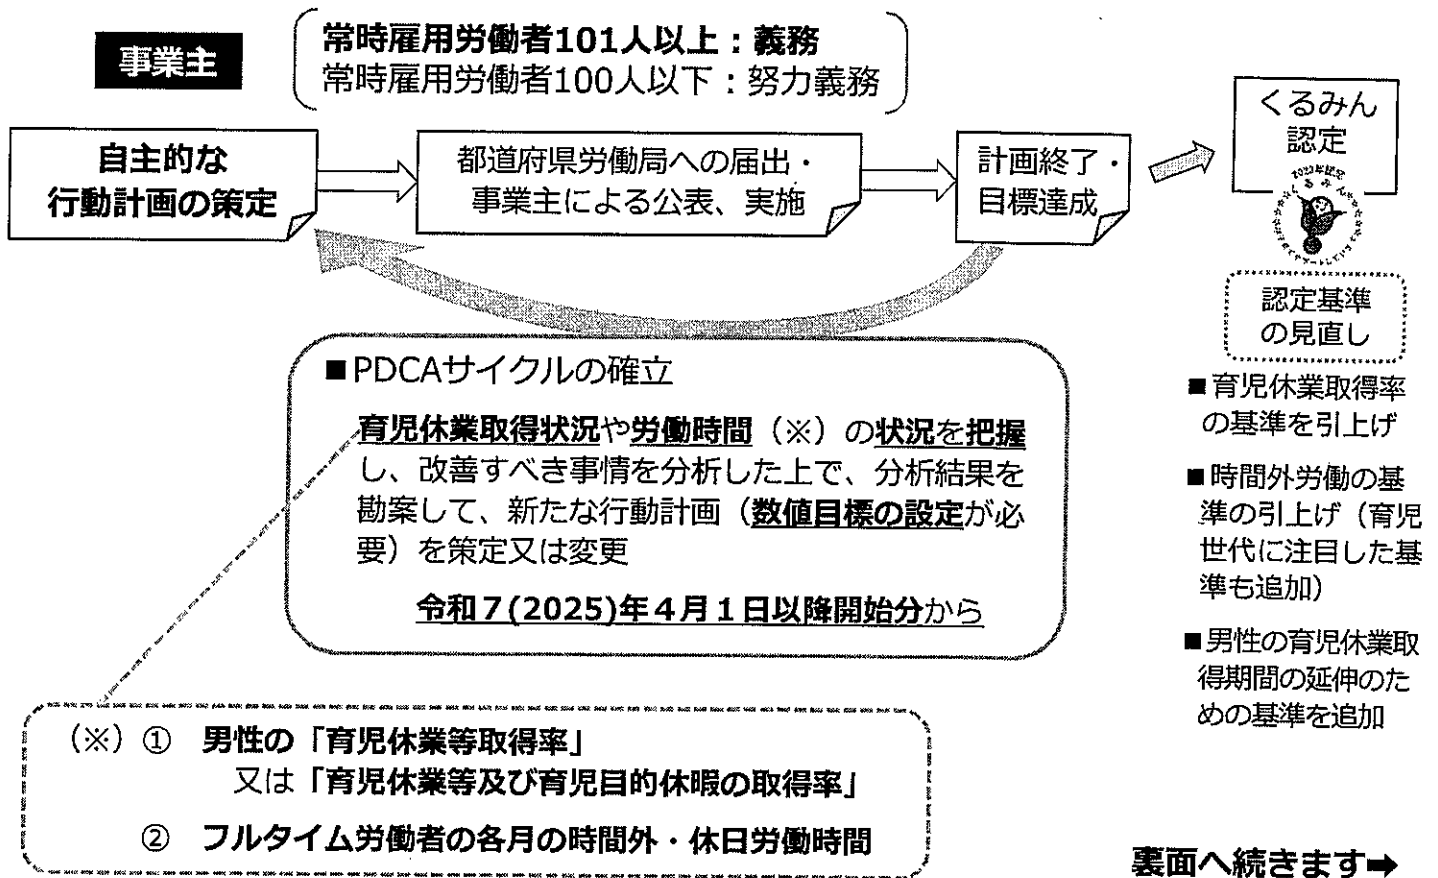 事業主
常時雇用労働者101人以上：義務
常時雇用労働者100人以下：努力義務
自主的な
行動計画の策定
都道府県労働局への届出・
事業主による公表、実施
計画終了・
目標達成
くるみん
認定
認定基準
の見直し
■育児休業取得率
の基準を引上げ
■時間外労働の基
準の引上げ（育児
世代に注目した基
準も追加）
■男性の育児休業取
得期間の延伸のた
めの基準を追加
■PDCAサイクルの確立
育児休業取得状況や労働時間（※）の状況を把握
し、改善すべき事情を分析した上で、分析結果を
勘案して、新たな行動計画（数値目標の設定が必
要）を策定又は変更
令和７(2025)年４月１日以降開始分から
（※）① 男性の「育児休業等取得率」
又は「育児休業等及び育児目的休暇の取得率」
② フルタイム労働者の各月の時間外・休日労働時間
裏面へ続きます➡